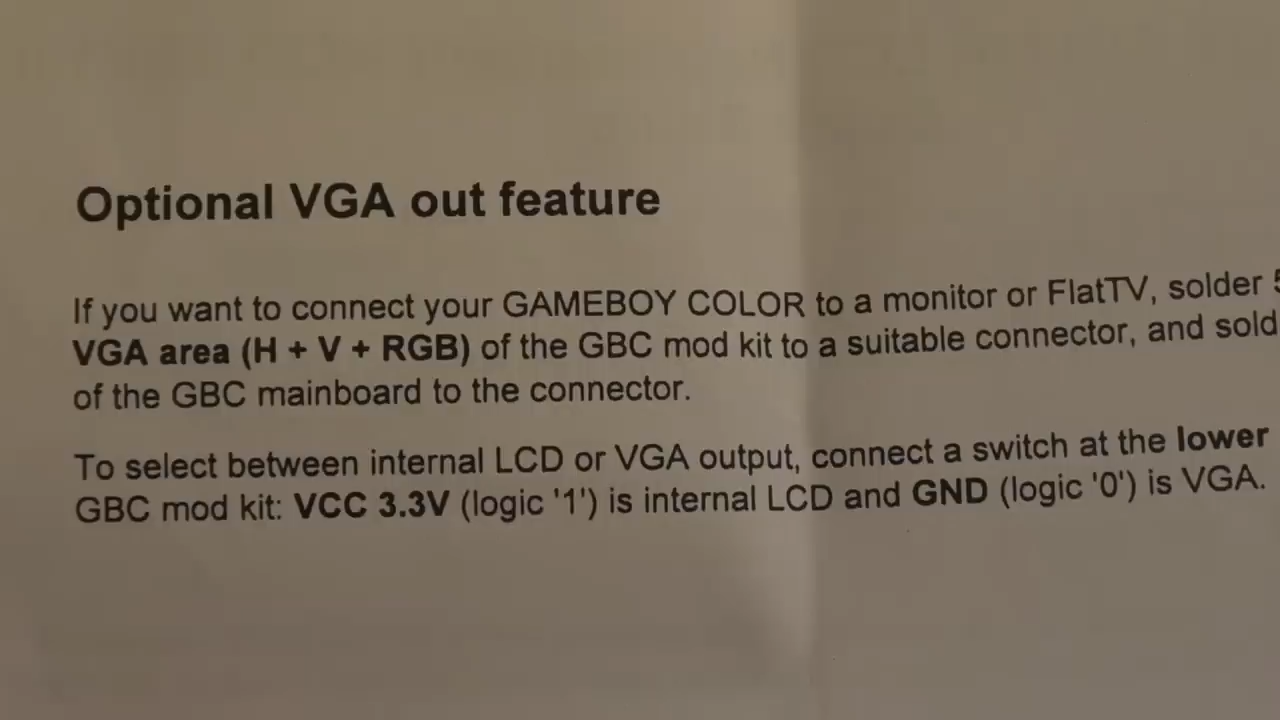 Optional VGA out feature
If you want to connect your GAMEBOY COLOR to a monitor or FlatTV, solder
VGA area (H + V + RGB) of the GBC mod kit to a suitable connector, and sold
of the GBC mainboard to the connector.
To select between internal LCD or VGA output, connect a switch at the lower
GBC mod kit: VCC 3.3V (logic '1') is internal LCD and GND (logic '0') is VGA.